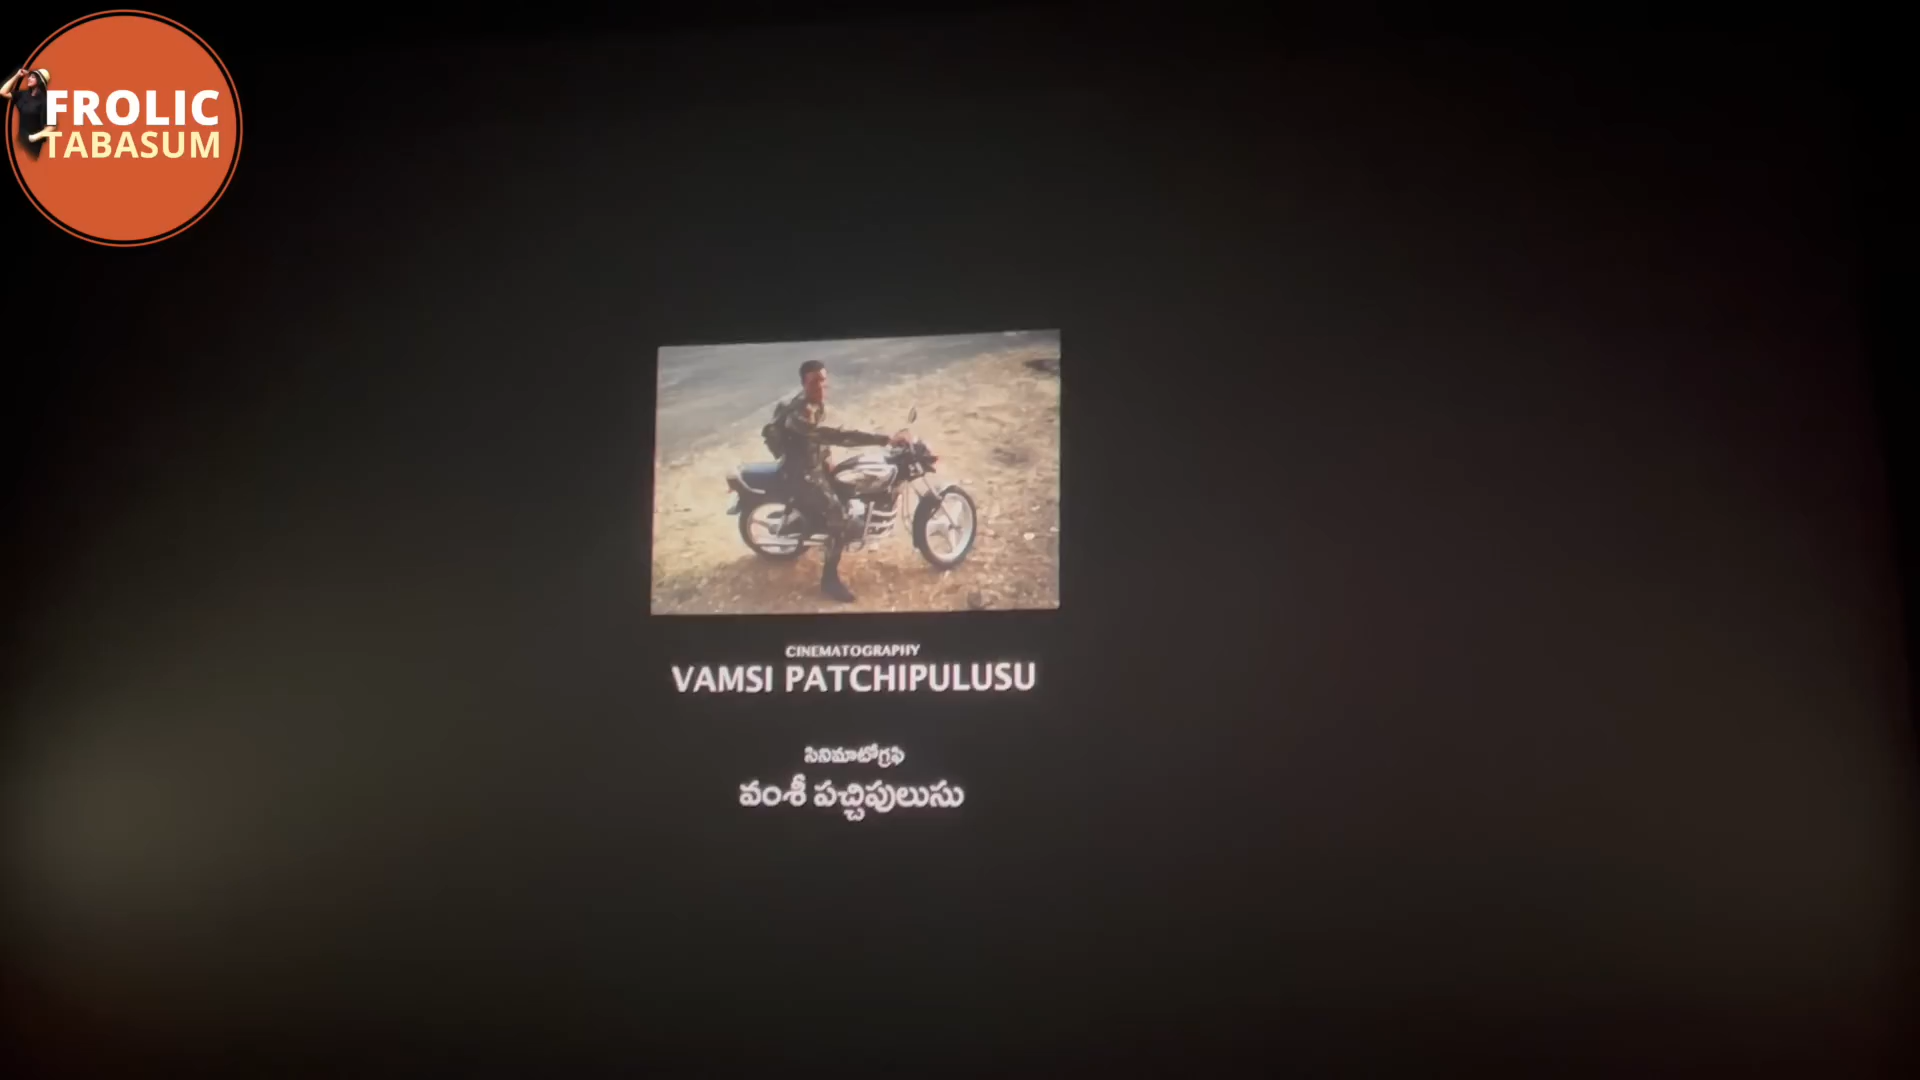 FROLIC
TABASUM
CINEMATOGRAPHY
VAMSI PATCHIPULUSU
సినిమాటోగ్రఫి
వంశీ పచ్చిపులుసు